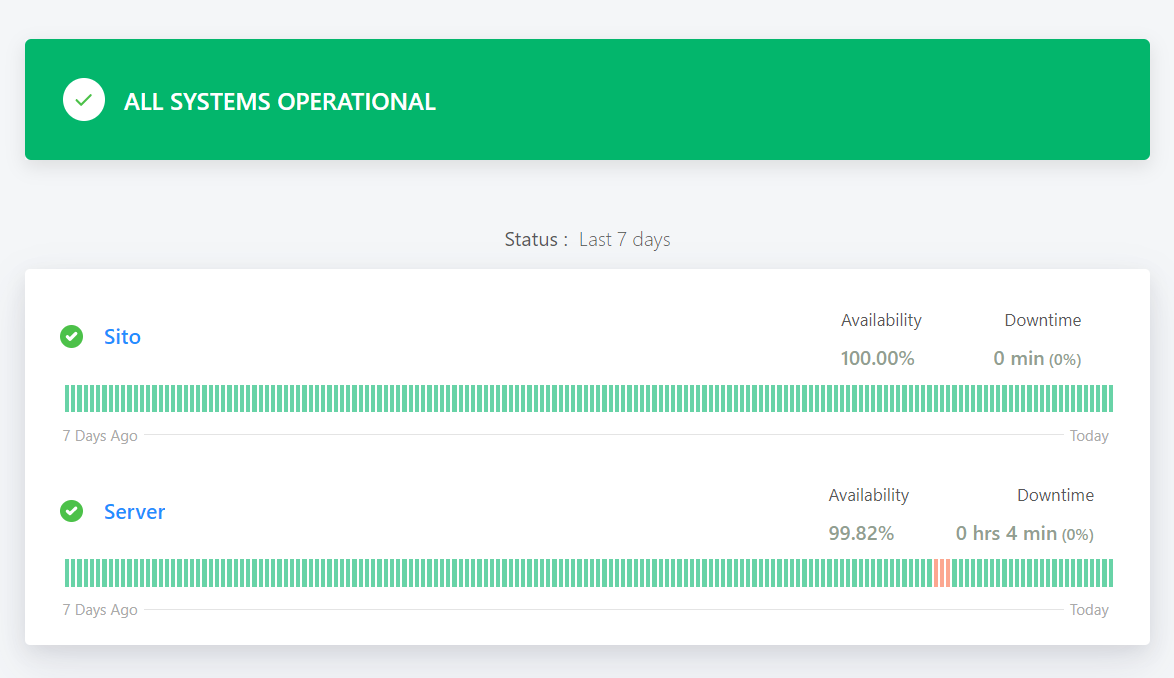 ALL SYSTEMS OPERATIONAL
Status : Last 7 days
Sito
Availability Downtime
100.00% 0 min (0%)
7 Days Ago Today
Server
Availability Downtime
99.82% 0 hrs 4 min (0%)
7 Days Ago Today